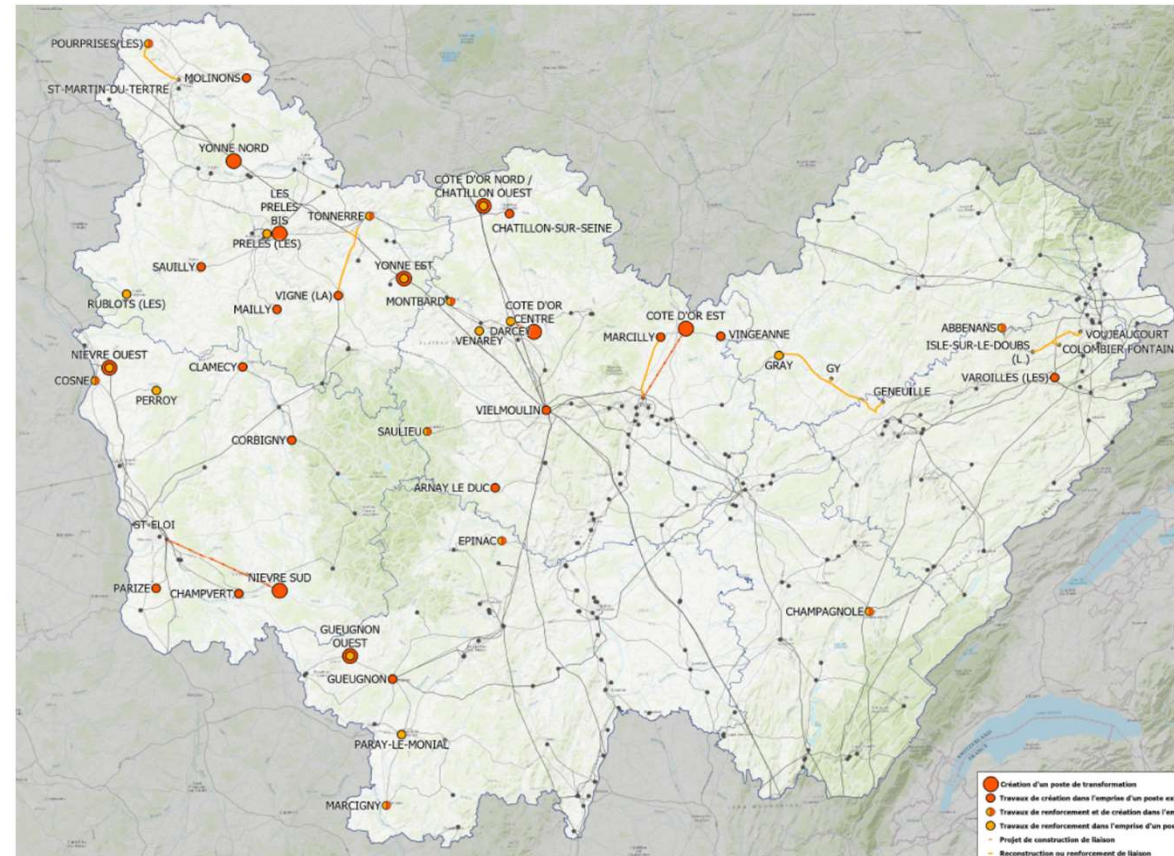 POURPRISES(LES)
MOLINONS
ST-MARTIN-DU-TERTRE
YONNE NORD
CÔTE D'OR NORD /
CHATILLON OUEST
LES
PRELES
BIS
TONNERRE
CHATILLON-SUR-SEINE
PRELES (LES)
SAUILLY
YONNE EST
RUBLOTS (LES)
VIGNE (LA)
MONTBARD
MAILLY
COTE D'OR
CENTRE
DARCEY
VENAREY
COTE D'OR EST
MARCILLY
VINGEANNE
ABBENANS
VOUJEAUCOURT
ISLE-SUR-LE-DOUBS
(L )
COLOMBIER-FONTAIN
NIEVRE OUEST
COSNE
CLAMECY
PERROY
GRAY
GY
GENEUILLE
VAROILLES (LES)
VIELMOULIN
SAULIEU
CORBIGNY
ARNAY LE DUC
ST-ELOI
EPINAC
NIEVRE SUD
PARIZE
CHAMPVERT
CHAMPAGNOLE
GUEUGNON
OUEST
GUEUGNON
PARAY-LE-MONIAL
MARCIGNY
SWITZERLAND
FRANCE
Création d'un poste de transformation
Travaux de création dans l'emprise d'un poste ex
Travaux de renforcement et de création dans l'em
Travaux de renforcement dans l'emprise d'un pos
Projet de construction de liaison
Reconstruction ou renforcement de liaison